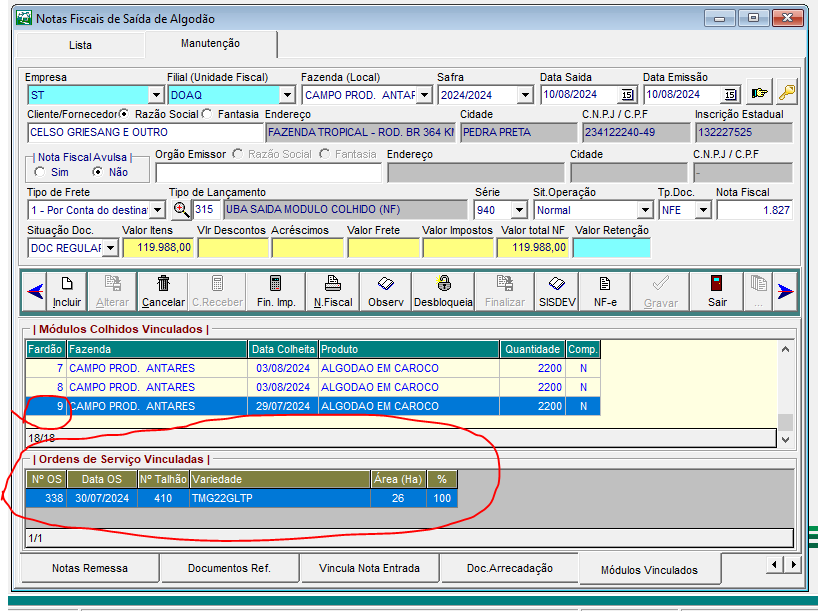 Notas Fiscais de Saída de Algodão
Lista Manutenção
Empresa Filial (Unidade Fiscal) Fazenda (Local) Safra Data Saida Data Emissão
ST DOAQ CAMPO PROD. ANTAR 2024/2024 10/08/2024 15 10/08/2024 15
Cliente/Fornecedor Razão Social Fantasia Endereço Cidade C.N.P.J / C.P.F Inscrição Estadual
CELSO GRIESANG E OUTRO FAZENDA TROPICAL - ROD. BR 364 KM PEDRA PRETA 234122240-49 132227525
| Nota Fiscal Avulsa | Orgão Emissor Razão Social Fantasia Endereço Cidade C.N.P.J / C.P.F
Sim Não -
Tipo de Frete Tipo de Lançamento Série Sit.Operação Tp.Doc. Nota Fiscal
1 - Por Conta do destina 315 UBA SAIDA MODULO COLHIDO (NF) 940 Normal NFE 1.827
Situação Doc. Valor Itens Vlr Descontos Acréscimos Valor Frete Valor Impostos Valor total NF Valor Retenção
DOC REGULAR 119.988,00 119.988,00
Incluir Alterar Cancelar C.Receber Fin. Imp. N.Fiscal Observ Desbloqueia Finalizar SISDEV NF-e Gravar Sair ...
| Módulos Colhidos Vinculados |
Fardão Fazenda Data Colheita Produto Quantidade Comp.
7 CAMPO PROD. ANTARES 03/08/2024 ALGODAO EM CAROCO 2200 N
8 CAMPO PROD. ANTARES 03/08/2024 ALGODAO EM CAROCO 2200 N
9 CAMPO PROD. ANTARES 29/07/2024 ALGODAO EM CAROCO 2200 N
18/18
| Ordens de Serviço Vinculadas |
Nº OS Data OS Nº Talhão Variedade Área (Ha) %
338 30/07/2024 410 TMG22GLTP 26 100
1/1
Notas Remessa Documentos Ref. Vincula Nota Entrada Doc.Arrecadação Módulos Vinculados